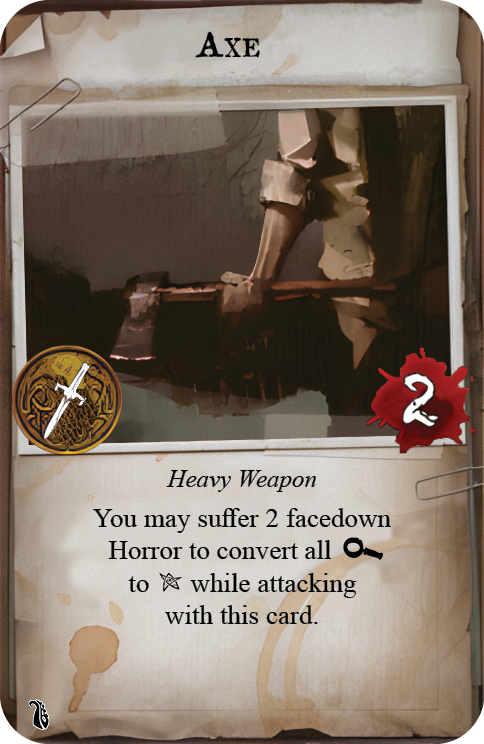 Axe
2
Heavy Weapon
You may suffer 2 facedown
Horror to convert all
to while attacking
with this card.